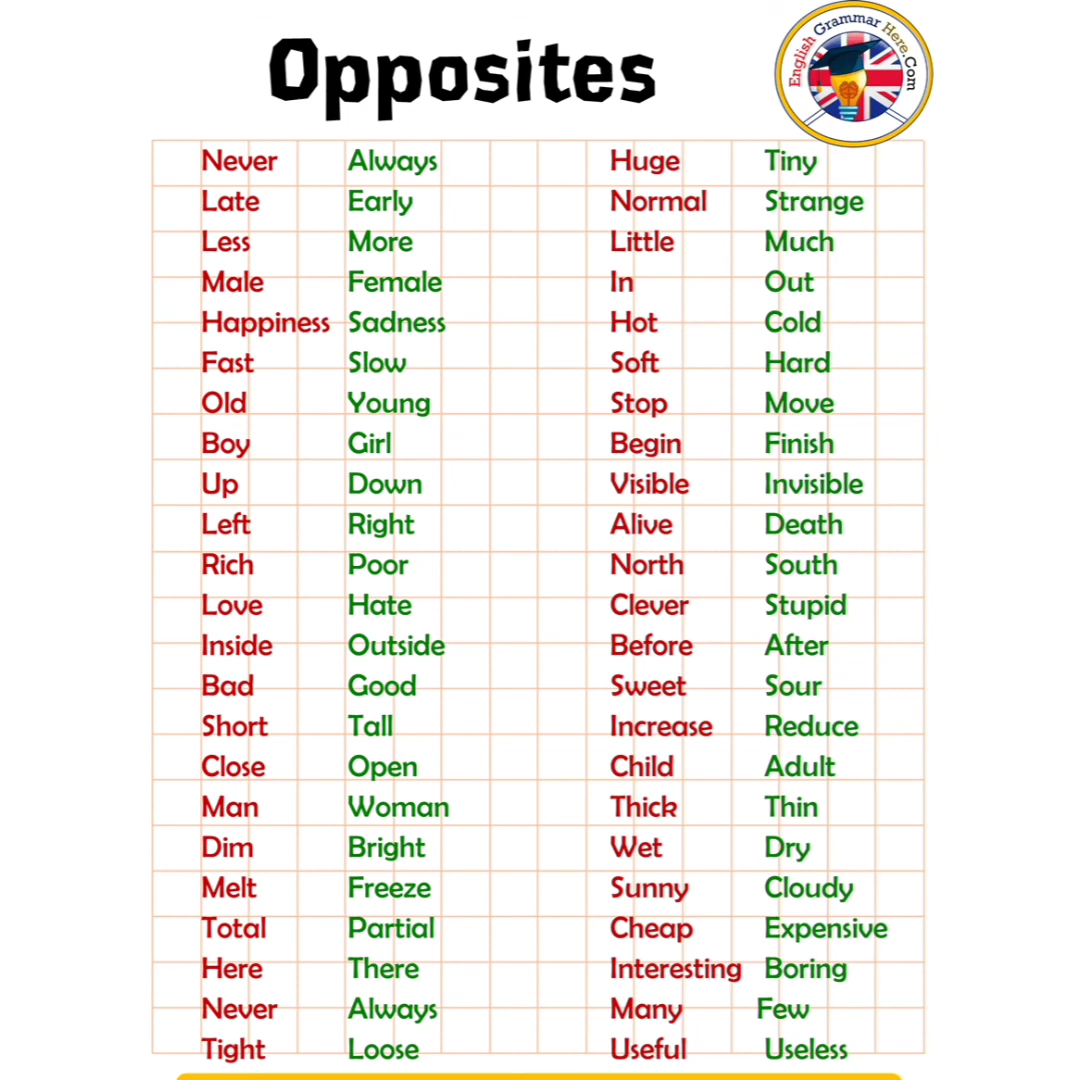 Opposites
English Grammar Here.Com
Never Always Huge Tiny
Late Early Normal Strange
Less More Little Much
Male Female In Out
Happiness Sadness Hot Cold
Fast Slow Soft Hard
Old Young Stop Move
Boy Girl Begin Finish
Up Down Visible Invisible
Left Right Alive Death
Rich Poor North South
Love Hate Clever Stupid
Inside Outside Before After
Bad Good Sweet Sour
Short Tall Increase Reduce
Close Open Child Adult
Man Woman Thick Thin
Dim Bright Wet Dry
Melt Freeze Sunny Cloudy
Total Partial Cheap Expensive
Here There Interesting Boring
Never Always Many Few
Tight Loose Useful Useless